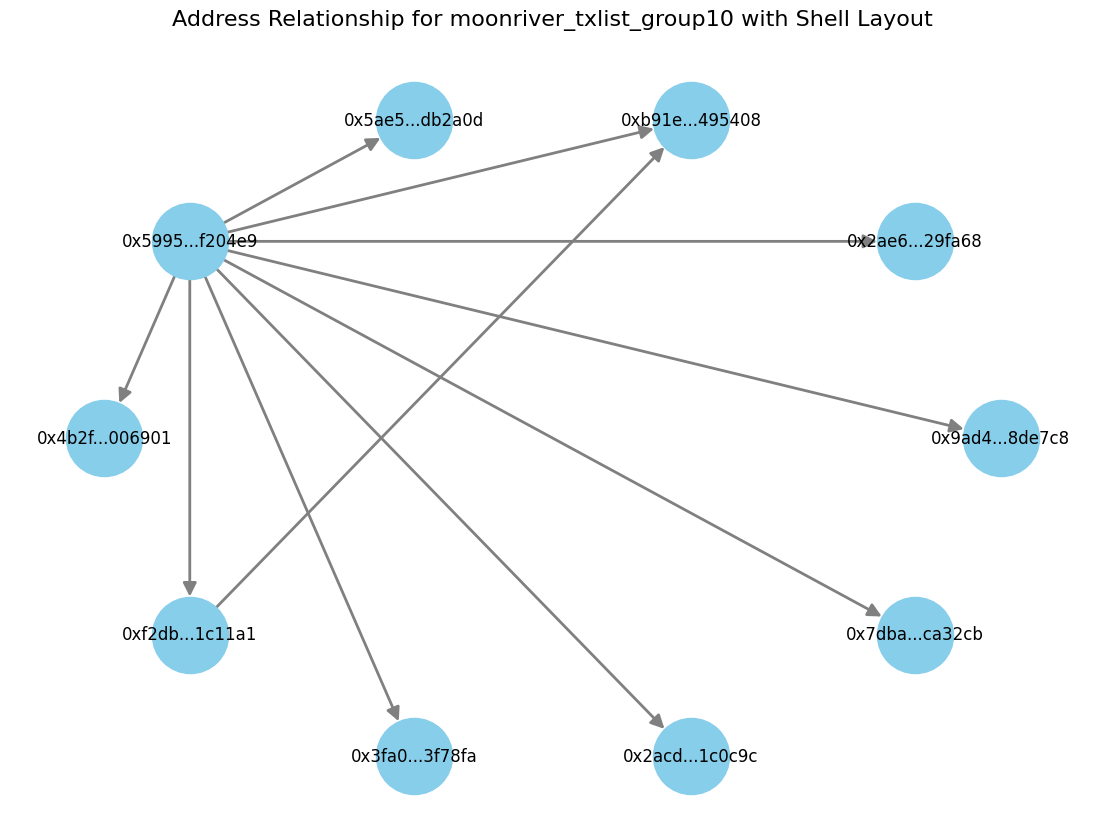 Address Relationship for moonriver_txlist_group10 with Shell Layout
0x5ae5...db2a0d
0xb91e...495408
0x5995...f204e9
0x2ae6...29fa68
0x4b2f...006901
0x9ad4...8de7c8
0xf2db...1c11a1
0x7dba...ca32cb
0x3fa0...3f78fa
0x2acd...1c0c9c